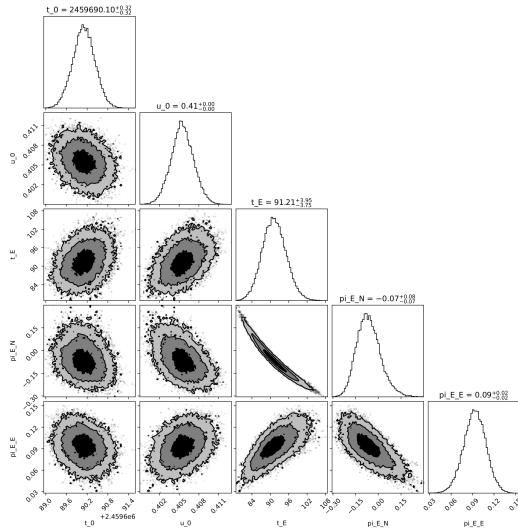 t_0 = 2459690.10+0.32 −0.32
u_0 = 0.41+0.00 −0.00
0.411
0.408
0.405
0.402
u_0
t_E = 91.21+3.95 −3.75
108
102
96
90
84
t_E
pi_E_N = −0.07+0.08 −0.07
0.15
0.00
−0.15
−0.30
pi_E_N
pi_E_E = 0.09+0.02 −0.02
0.15
0.12
0.09
0.06
0.03
pi_E_E
89.0 89.6 90.2 90.8 91.4
+2.4596e6
t_0
0.402 0.405 0.408 0.411
u_0
84 90 96 102 108
t_E
−0.30 −0.15 0.00 0.15
pi_E_N
0.03 0.06 0.09 0.12
pi_E_E